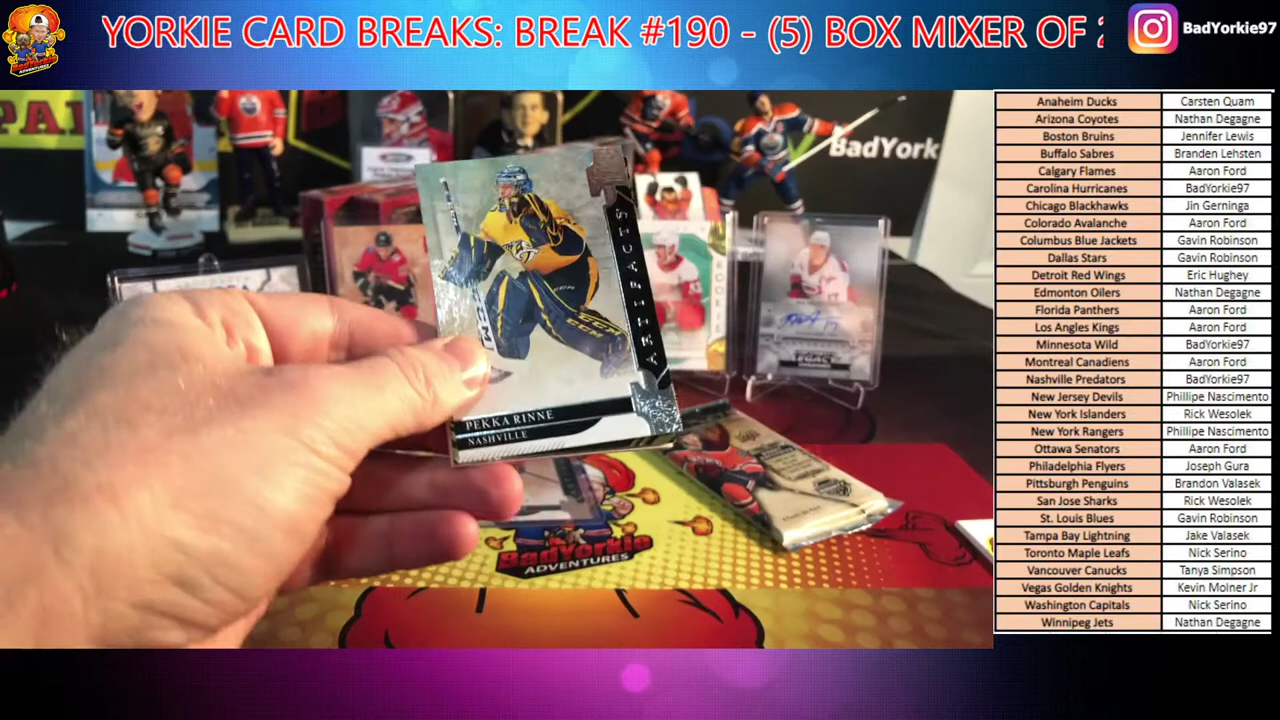 YORKIE CARD BREAKS: BREAK #190 - (5) BOX MIXER OF
BadYorkie97
BadYork
ARTIFACTS
PEKKA RINNE
NASHVILLE
CCM
LEGACY
BadYorkie
ADVENTURES
Anaheim Ducks Carsten Quam
Arizona Coyotes Nathan Degagne
Boston Bruins Jennifer Lewis
Buffalo Sabres Branden Lehsten
Calgary Flames Aaron Ford
Carolina Hurricanes BadYorkie97
Chicago Blackhawks Jin Gerninga
Colorado Avalanche Aaron Ford
Columbus Blue Jackets Gavin Robinson
Dallas Stars Gavin Robinson
Detroit Red Wings Eric Hughey
Edmonton Oilers Nathan Degagne
Florida Panthers Aaron Ford
Los Angeles Kings Aaron Ford
Minnesota Wild BadYorkie97
Montreal Canadiens Aaron Ford
Nashville Predators BadYorkie97
New Jersey Devils Phillipe Nascimento
New York Islanders Rick Wesolek
New York Rangers Phillipe Nascimento
Ottawa Senators Aaron Ford
Philadelphia Flyers Joseph Gura
Pittsburgh Penguins Brandon Valasek
San Jose Sharks Rick Wesolek
St. Louis Blues Gavin Robinson
Tampa Bay Lightning Jake Valasek
Toronto Maple Leafs Nick Serino
Vancouver Canucks Tanya Simpson
Vegas Golden Knights Kevin Molner Jr
Washington Capitals Nick Serino
Winnipeg Jets Nathan Degagne